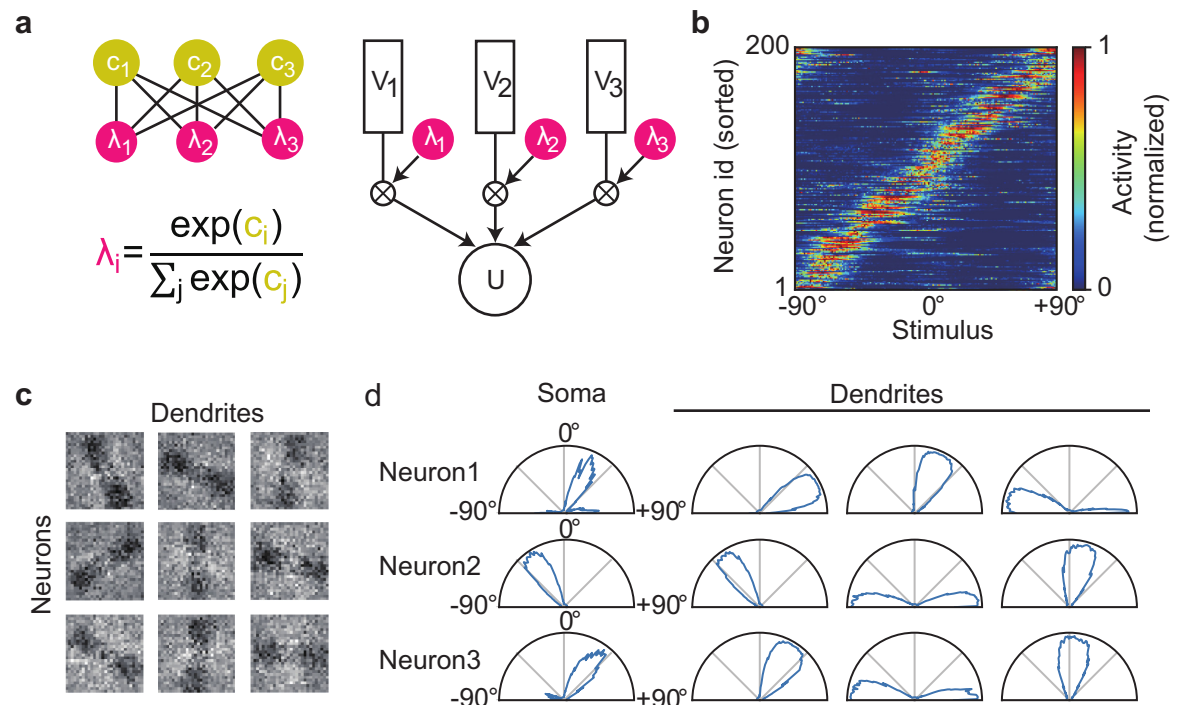 a
c1 c2 c3
λ1 λ2 λ3
λi = exp(ci) / ∑j exp(cj)
V1 V2 V3
λ1 λ2 λ3
U
b
200
Neuron id (sorted)
1
-90° 0° +90°
Stimulus
1
Activity
(normalized)
0
c
Dendrites
Neurons
d
Soma Dendrites
0°
Neuron1
-90° +90°
0°
Neuron2
-90° +90°
0°
Neuron3
-90° +90°